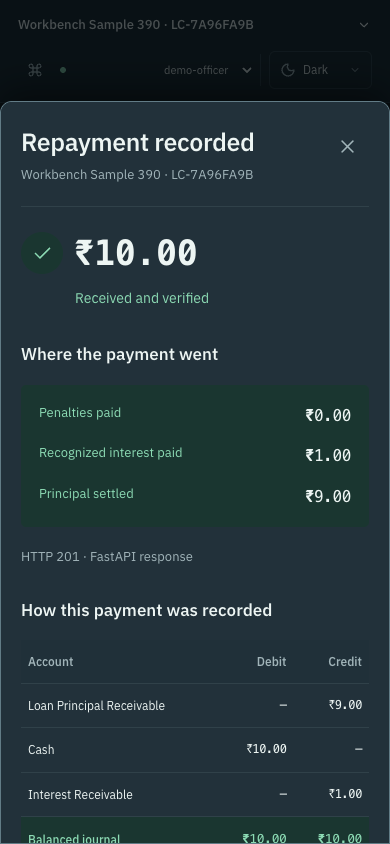 Workbench Sample 390 · LC-7A96FA9B
⌘ demo-officer Dark
Repayment recorded
Workbench Sample 390 · LC-7A96FA9B
₹10.00
Received and verified
Where the payment went
Penalties paid ₹0.00
Recognized interest paid ₹1.00
Principal settled ₹9.00
HTTP 201 · FastAPI response
How this payment was recorded
Account Debit Credit
Loan Principal Receivable — ₹9.00
Cash ₹10.00 —
Interest Receivable — ₹1.00
Balanced journal ₹10.00 ₹10.00